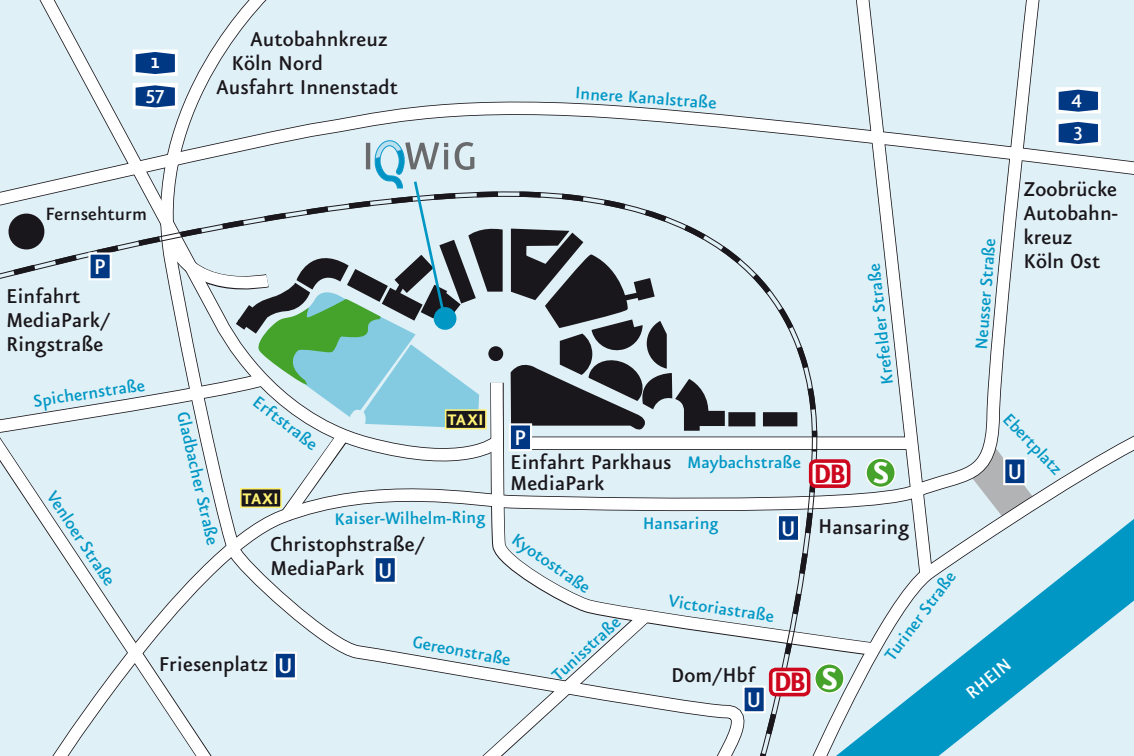 Autobahnkreuz
Köln Nord
Ausfahrt Innenstadt
1
57
Innere Kanalstraße
4
3
IQWiG
Zoobrücke
Autobahn-
kreuz
Köln Ost
Fernsehturm
P
Einfahrt
MediaPark/
Ringstraße
Krefelder Straße
Neusser Straße
Spichernstraße
Erftstraße
Gladbacher Straße
TAXI
P
Einfahrt Parkhaus
MediaPark
Maybachstraße
DB
S
Ebertplatz
U
TAXI
Venloer Straße
Kaiser-Wilhelm-Ring
Hansaring
U
Hansaring
Christophstraße/
MediaPark
U
Kyotostraße
Victoriastraße
Turiner Straße
Gereonstraße
Tunisstraße
Friesenplatz
U
Dom/Hbf
U
DB
S
RHEIN